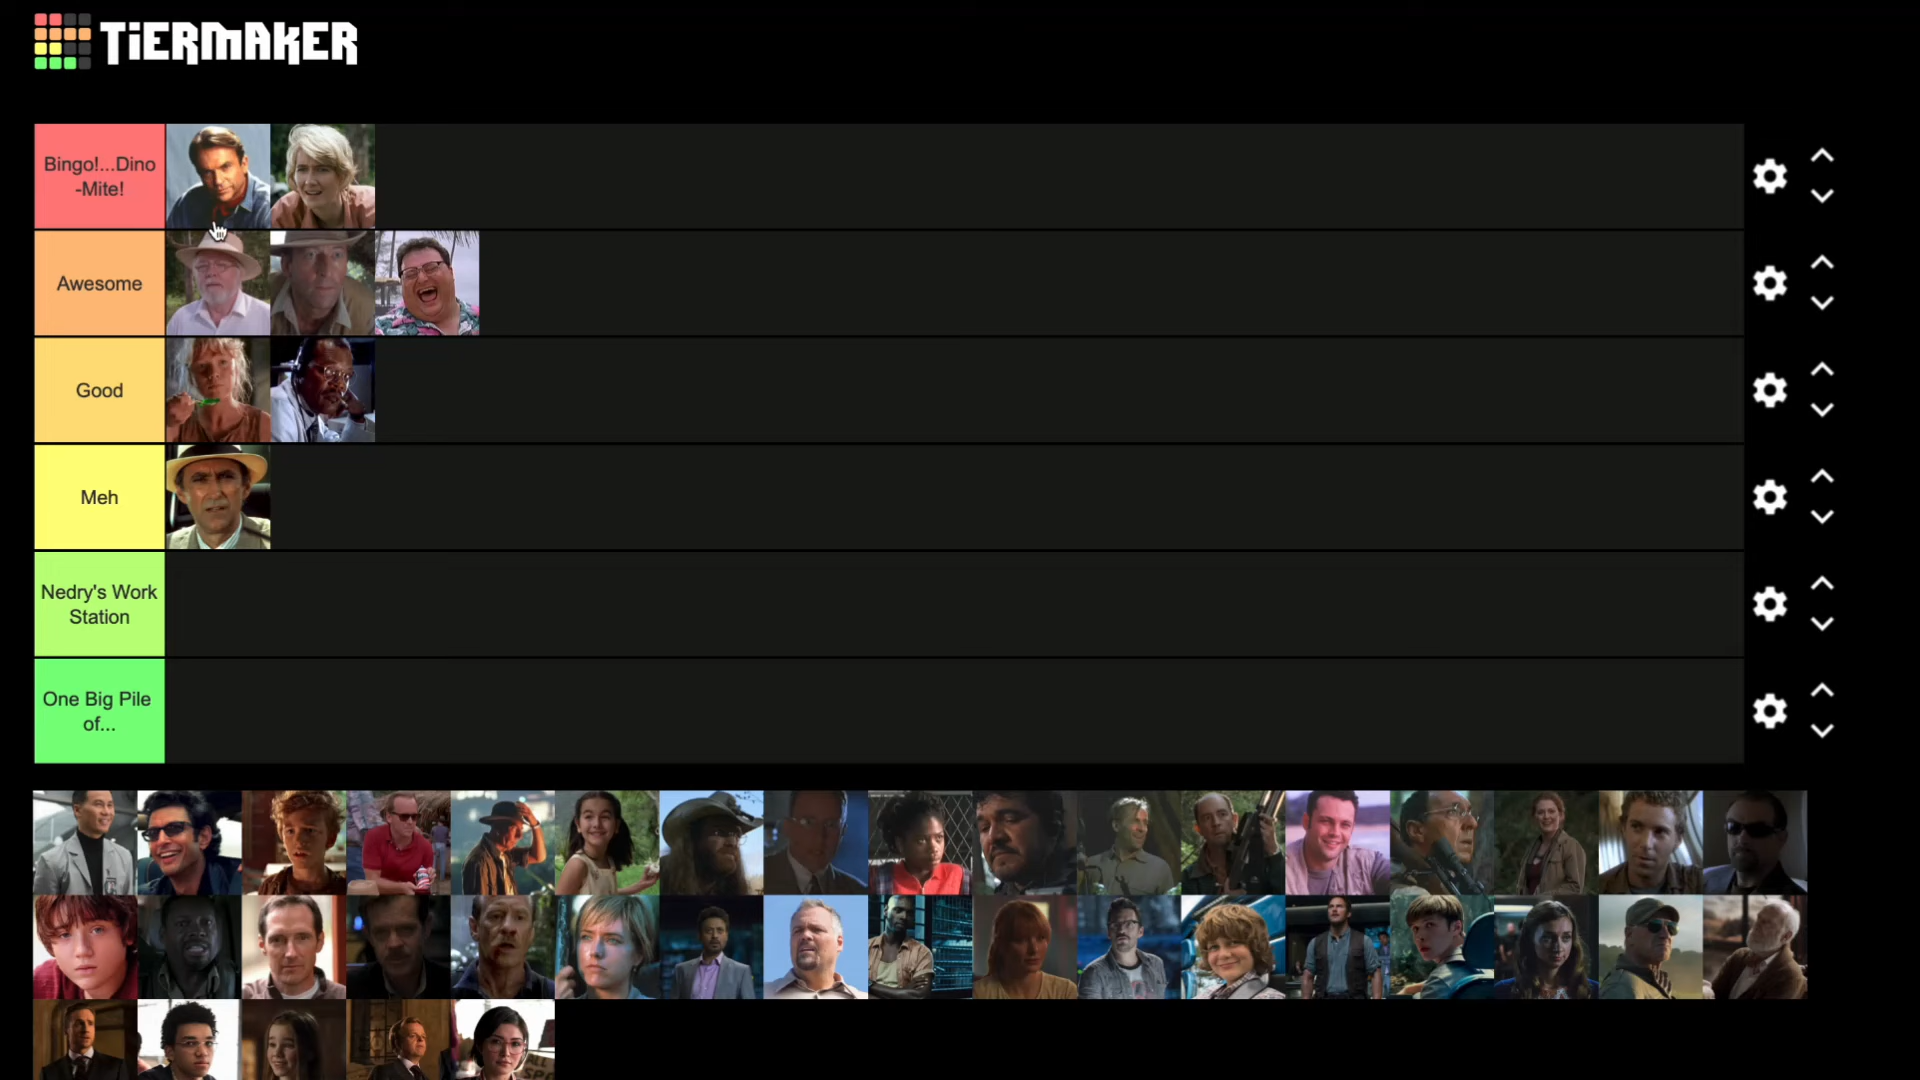 TiERMAKER
Bingo!...Dino
-Mite!
Awesome
Good
Meh
Nedry's Work
Station
One Big Pile
of...